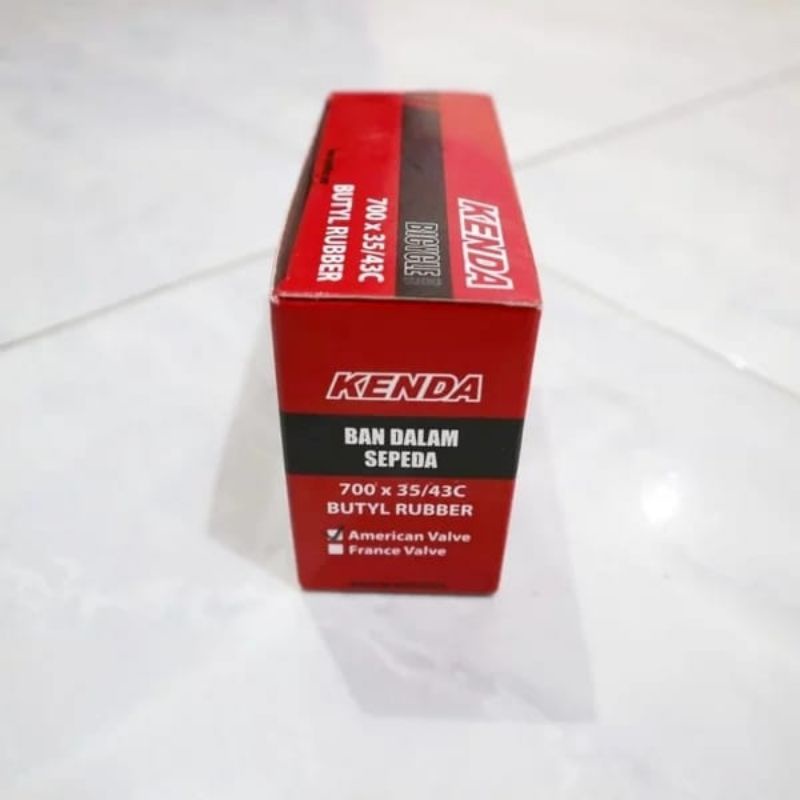 KENDA
BICYCLE
700 x 35/43C
BUTYL RUBBER
KENDA
BAN DALAM
SEPEDA
700 x 35/43C
BUTYL RUBBER
American Valve
France Valve